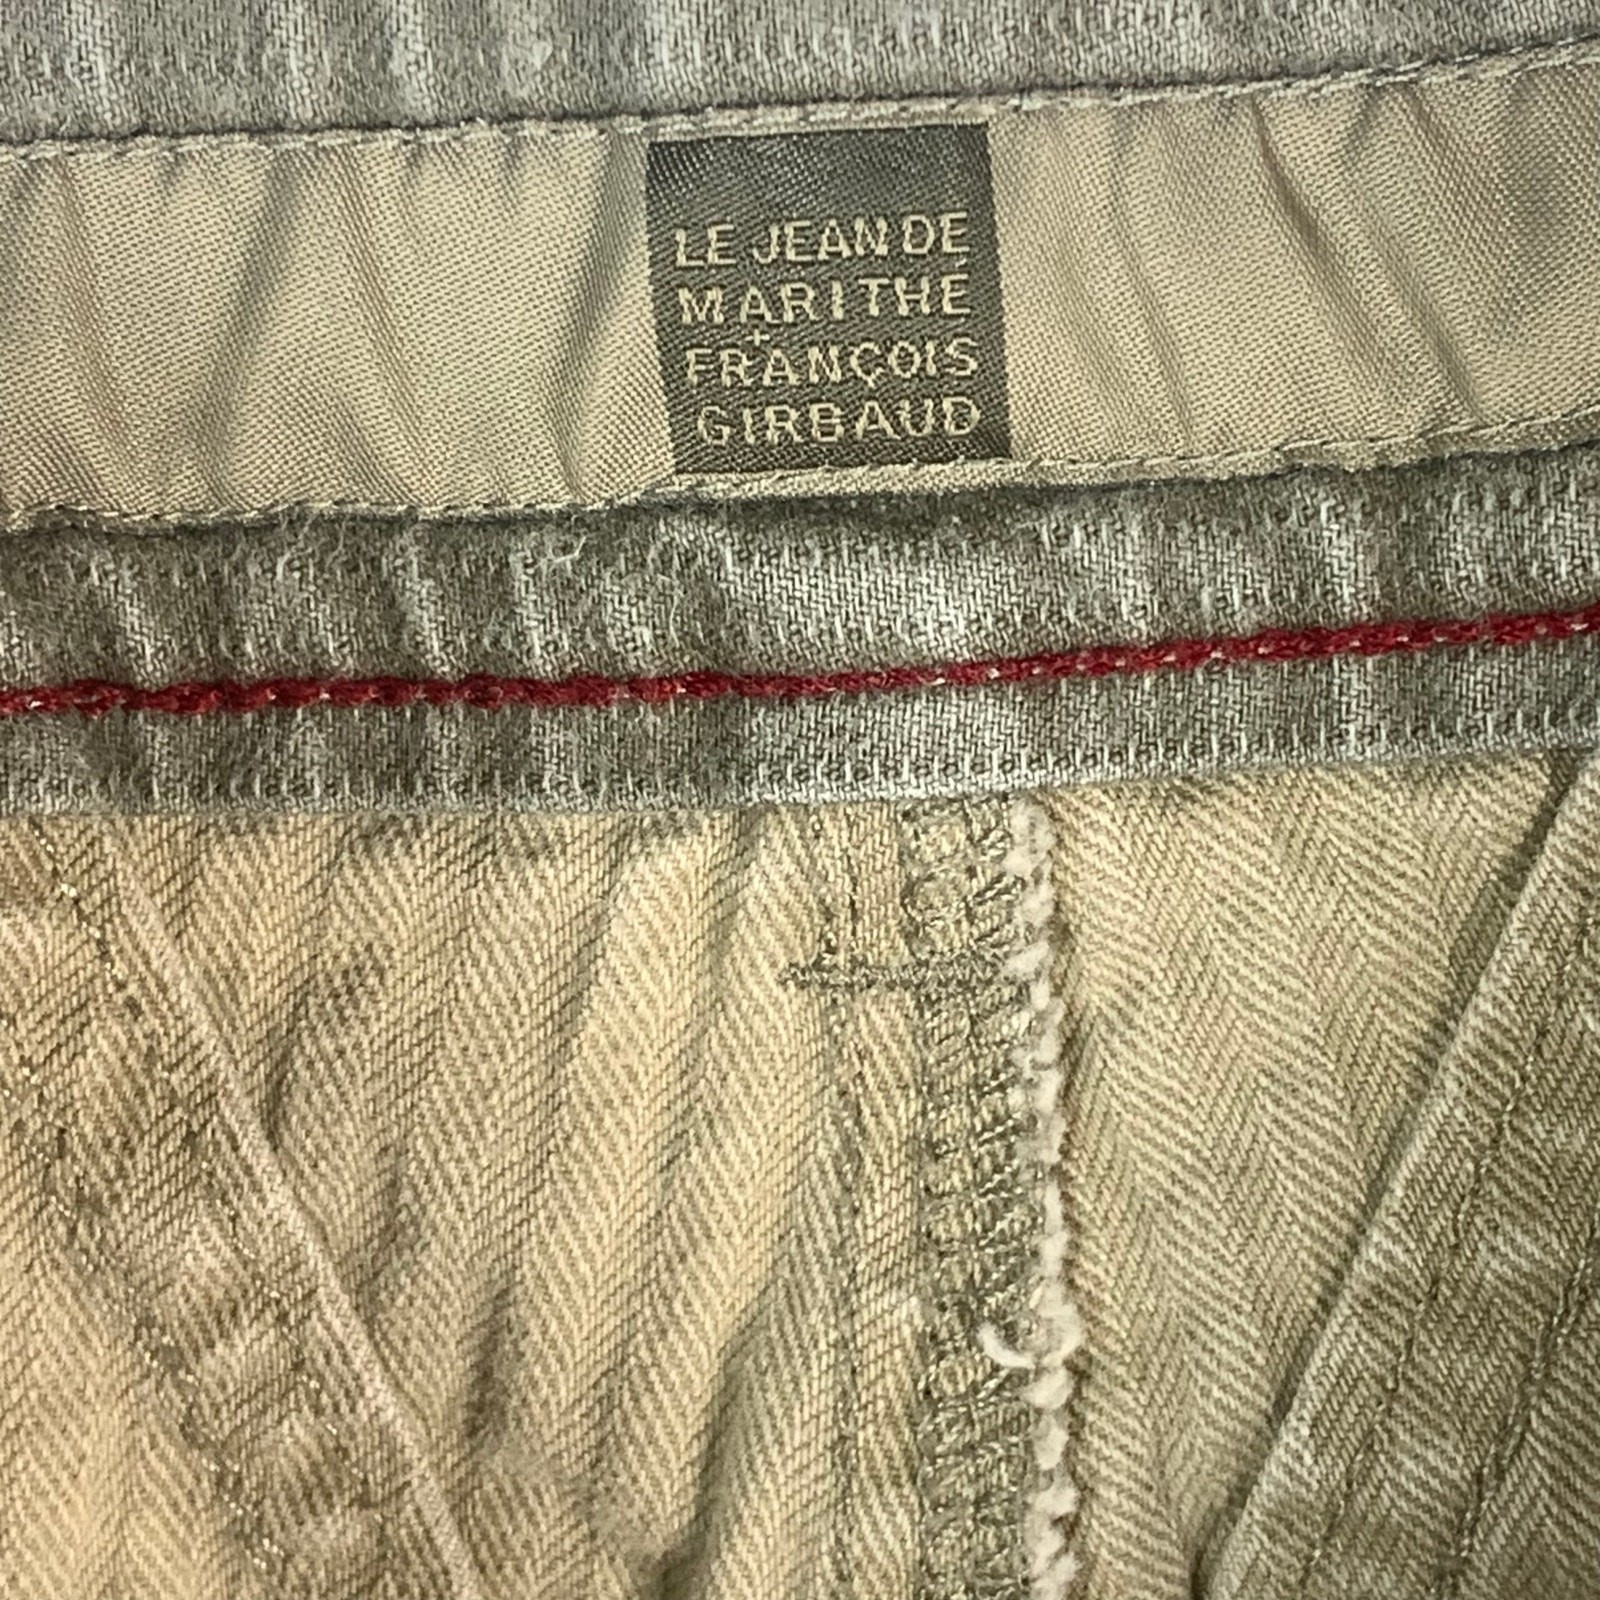 LE JEAN DE
MARITHÉ
+
FRANÇOIS
GIRBAUD